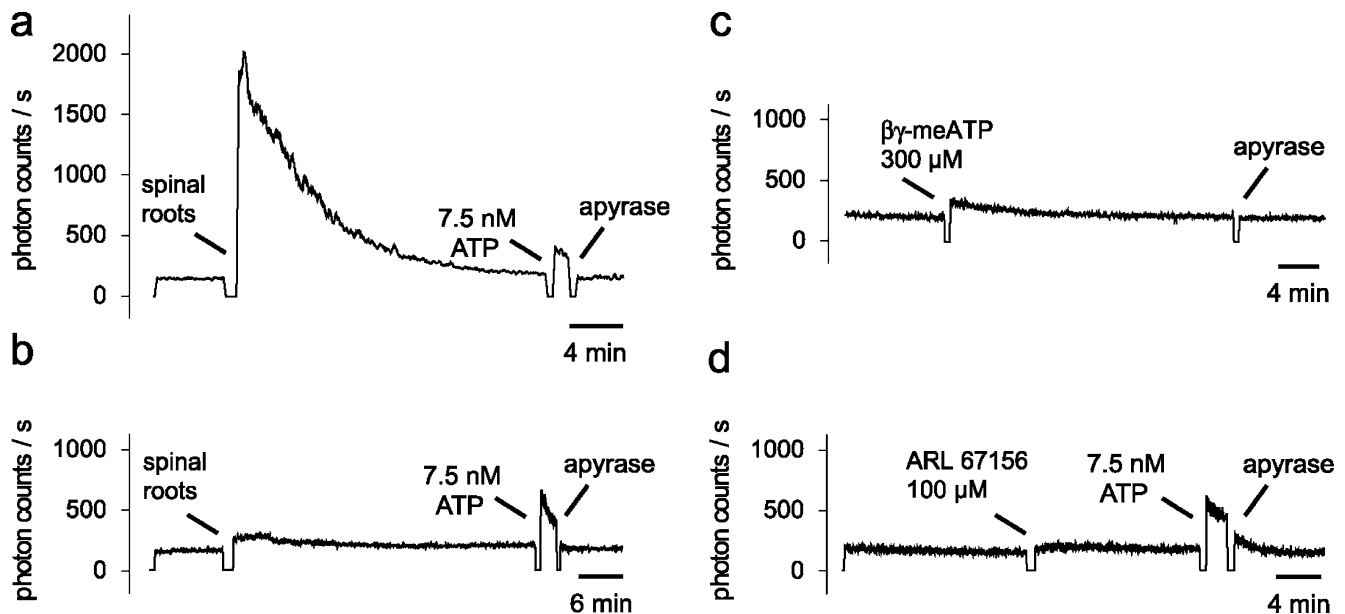 a
photon counts / s
2000
1500
1000
500
0
spinal
roots
7.5 nM
ATP
apyrase
4 min
b
photon counts / s
1000
500
0
spinal
roots
7.5 nM
ATP
apyrase
6 min
c
photon counts / s
1000
500
0
βγ-meATP
300 µM
apyrase
4 min
d
photon counts / s
1000
500
0
ARL 67156
100 µM
7.5 nM
ATP
apyrase
4 min